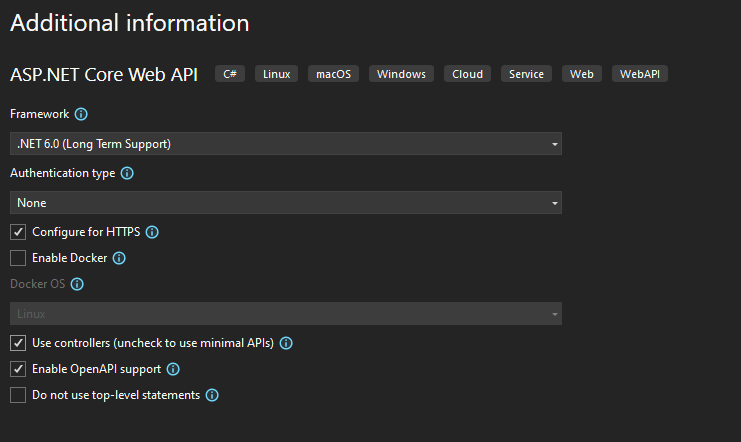 Additional information
ASP.NET Core Web API C# Linux macOS Windows Cloud Service Web WebAPI
Framework
.NET 6.0 (Long Term Support)
Authentication type
None
Configure for HTTPS
Enable Docker
Docker OS
Linux
Use controllers (uncheck to use minimal APIs)
Enable OpenAPI support
Do not use top-level statements